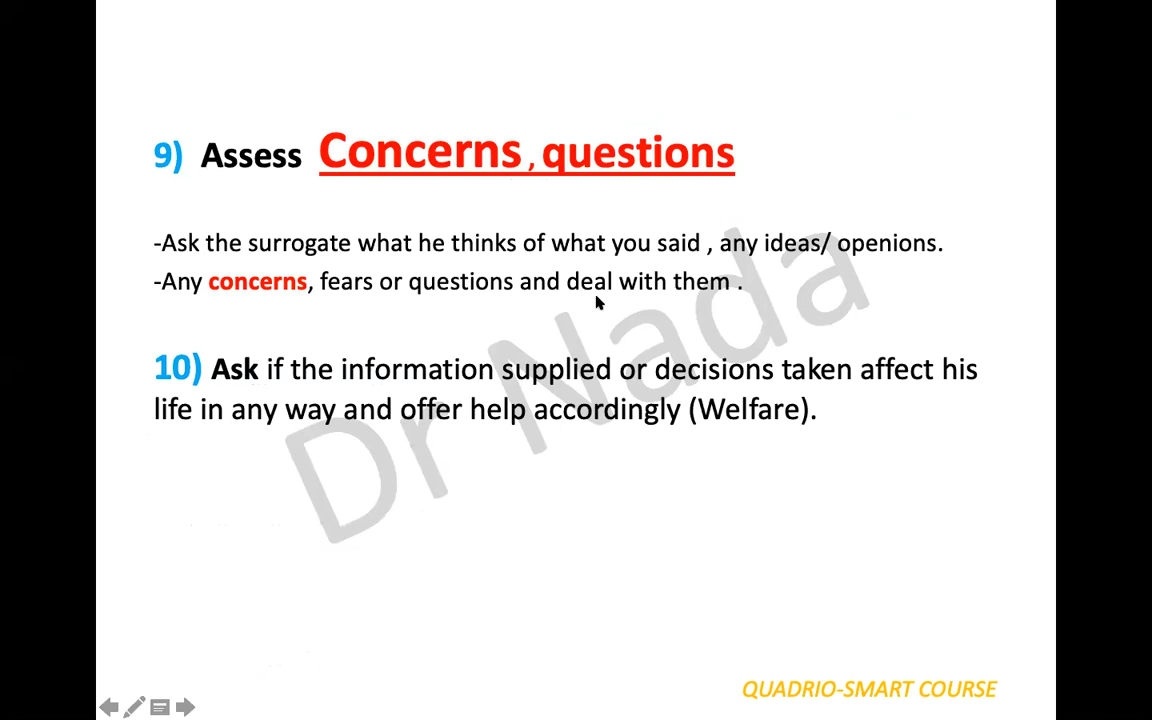 9) Assess Concerns , questions
-Ask the surrogate what he thinks of what you said , any ideas/ openions.
-Any concerns, fears or questions and deal with them .
10) Ask if the information supplied or decisions taken affect his
life in any way and offer help accordingly (Welfare).
Dr Nada
QUADRIO-SMART COURSE